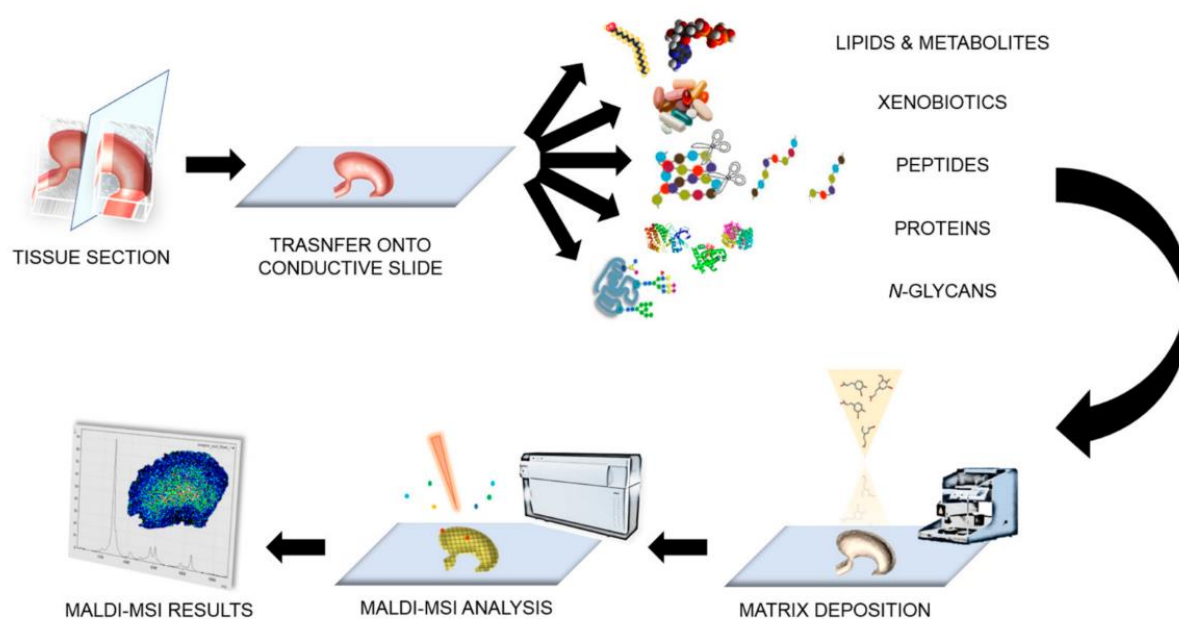 LIPIDS & METABOLITES
XENOBIOTICS
PEPTIDES
PROTEINS
N-GLYCANS
TISSUE SECTION
TRASNFER ONTO
CONDUCTIVE SLIDE
MALDI-MSI RESULTS
MALDI-MSI ANALYSIS
MATRIX DEPOSITION